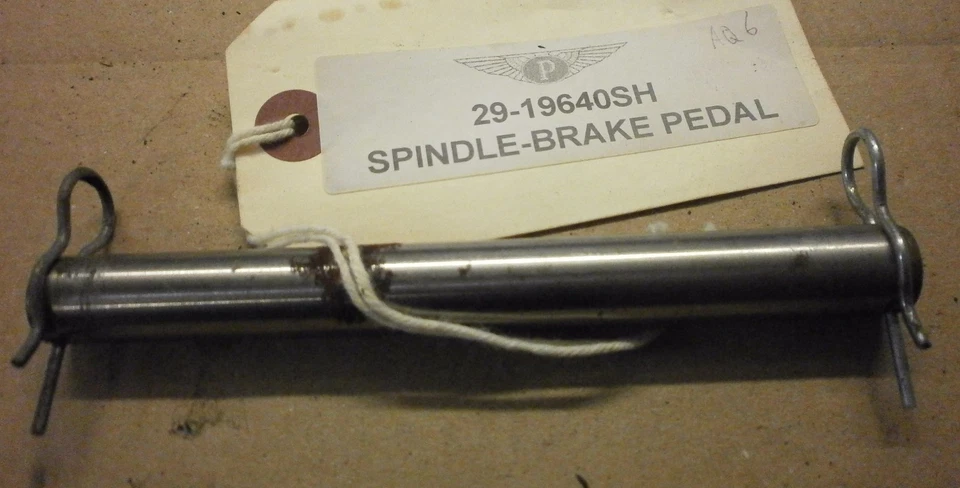 AQ6
P
29-19640SH
SPINDLE-BRAKE PEDAL